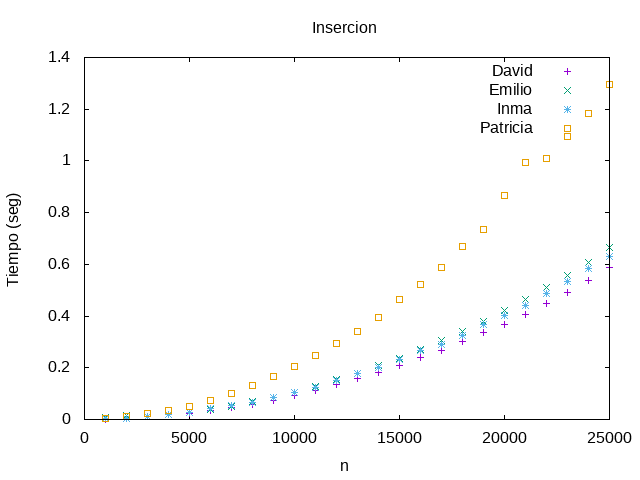 Insercion
Tiempo (seg)
1.4
1.2
1
0.8
0.6
0.4
0.2
0
David
Emilio
Inma
Patricia
0 5000 10000 15000 20000 25000
n